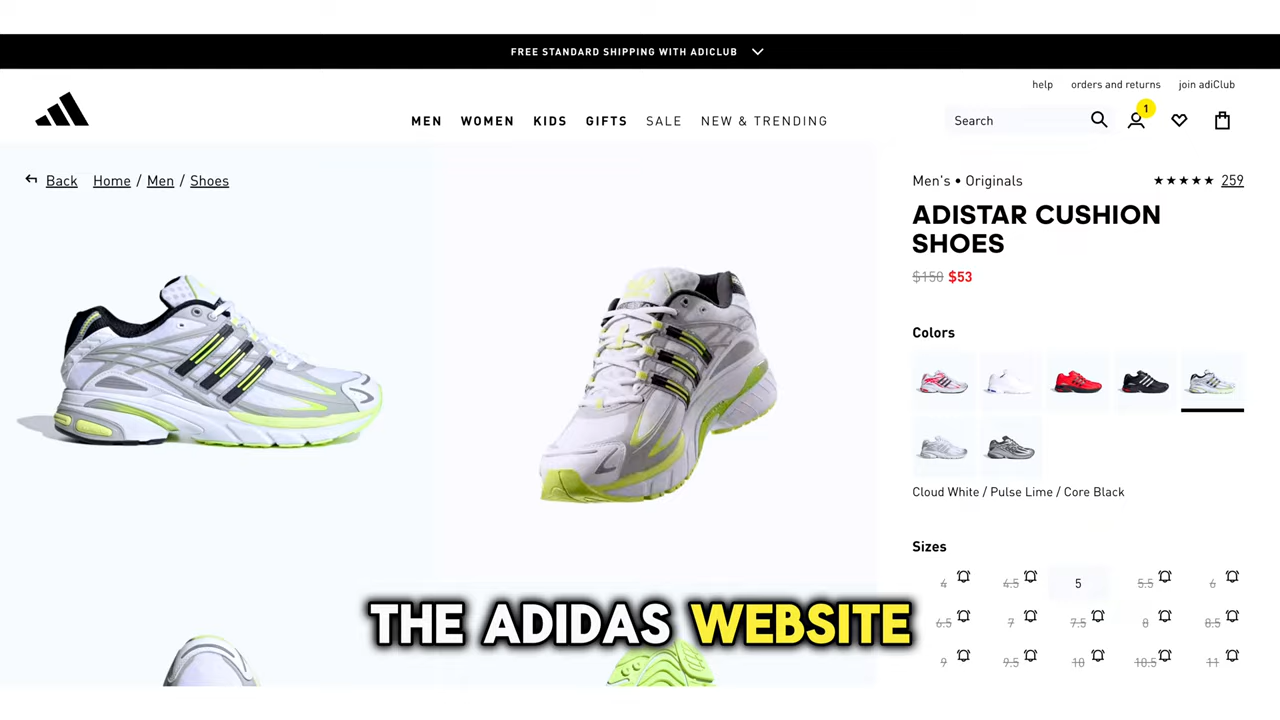 FREE STANDARD SHIPPING WITH ADICLUB
help orders and returns join adiClub
MEN WOMEN KIDS GIFTS SALE NEW & TRENDING
Search
1
Back Home / Men / Shoes
Men's • Originals
★★★★★ 259
ADISTAR CUSHION
SHOES
$150 $53
Colors
Cloud White / Pulse Lime / Core Black
Sizes
4 4.5 5 5.5 6
6.5 7 7.5 8 8.5
9 9.5 10 10.5 11
THE ADIDAS WEBSITE